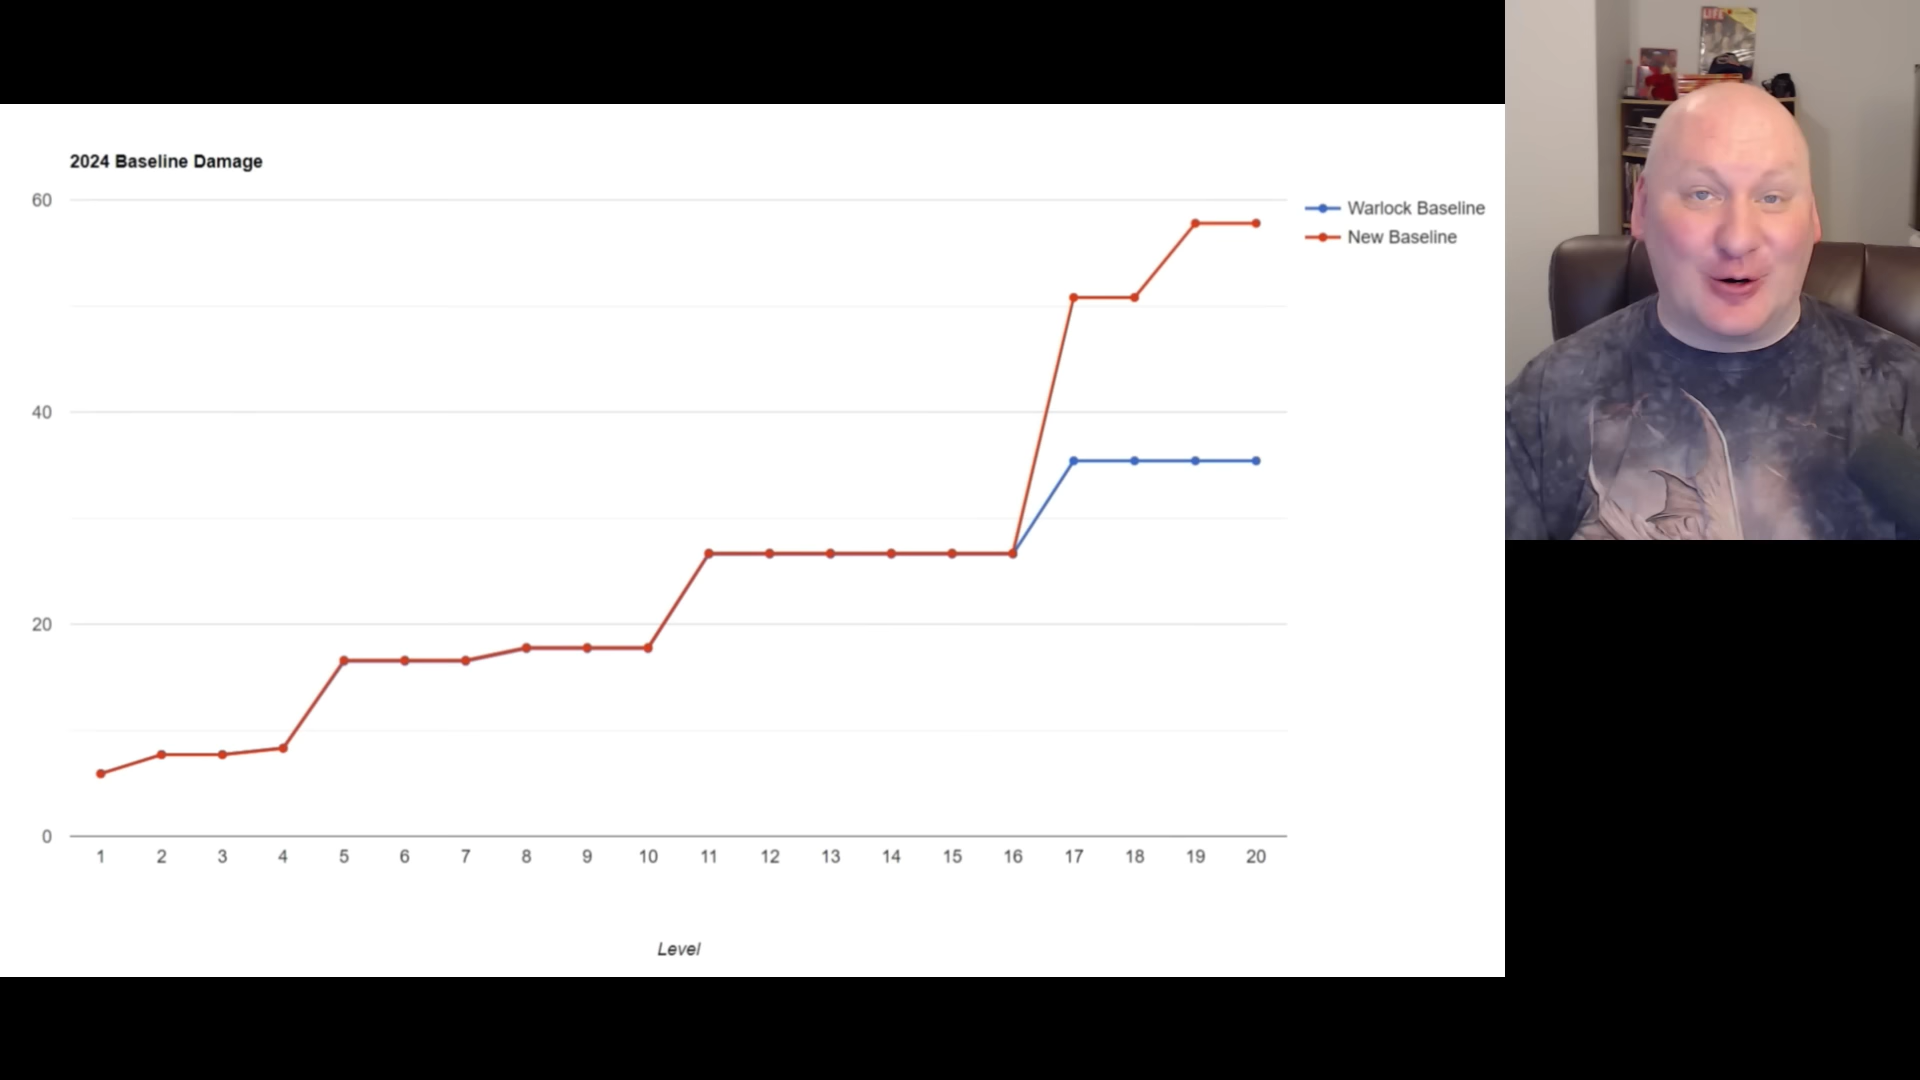 2024 Baseline Damage
60
40
20
0
Warlock Baseline
New Baseline
1 2 3 4 5 6 7 8 9 10 11 12 13 14 15 16 17 18 19 20
Level
LIFE